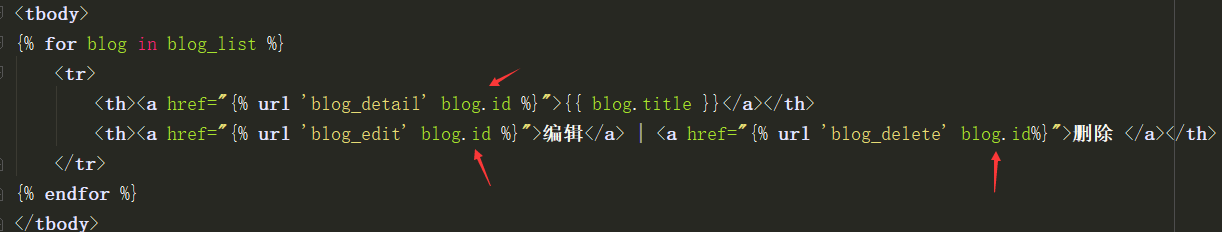 <tbody>
{% for blog in blog_list %}
<tr>
<th><a href="{% url 'blog_detail' blog.id %}">{{ blog.title }}</a></th>
<th><a href="{% url 'blog_edit' blog.id %}">编辑</a> | <a href="{% url 'blog_delete' blog.id%}">删除 </a></th>
</tr>
{% endfor %}
</tbody>